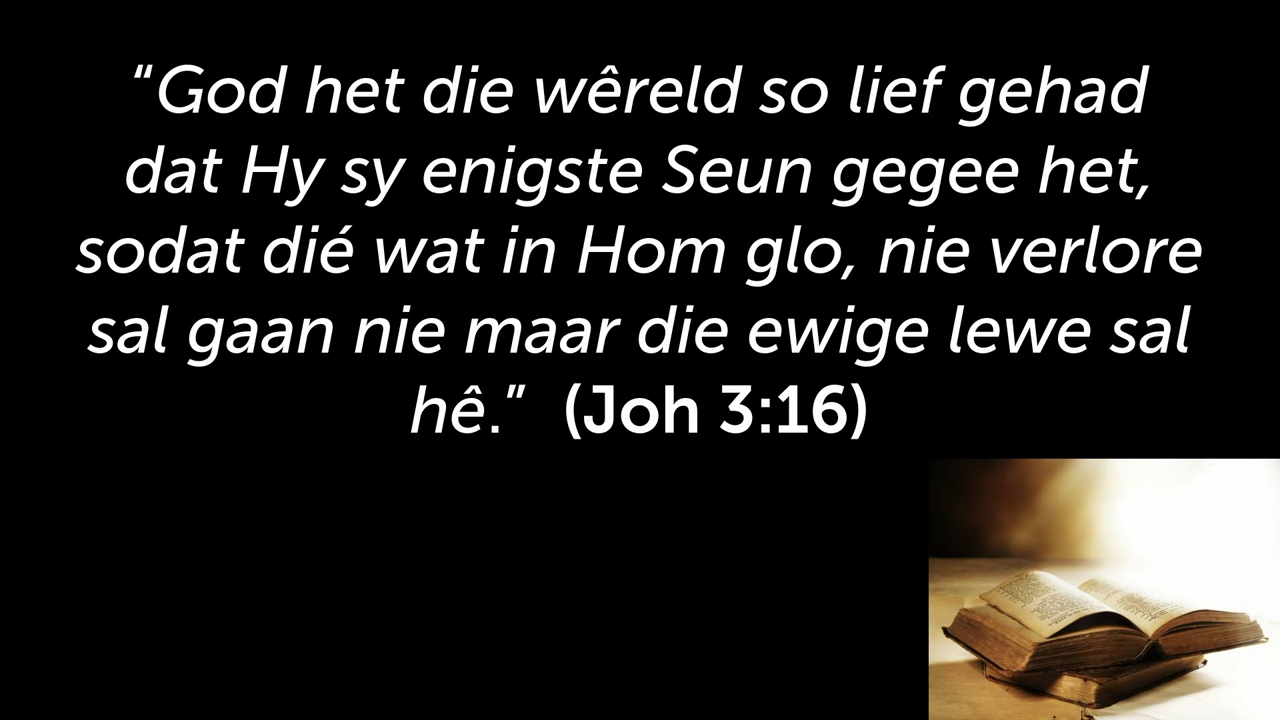 “God het die wêreld so lief gehad
dat Hy sy enigste Seun gegee het,
sodat dié wat in Hom glo, nie verlore
sal gaan nie maar die ewige lewe sal
hê.” (Joh 3:16)